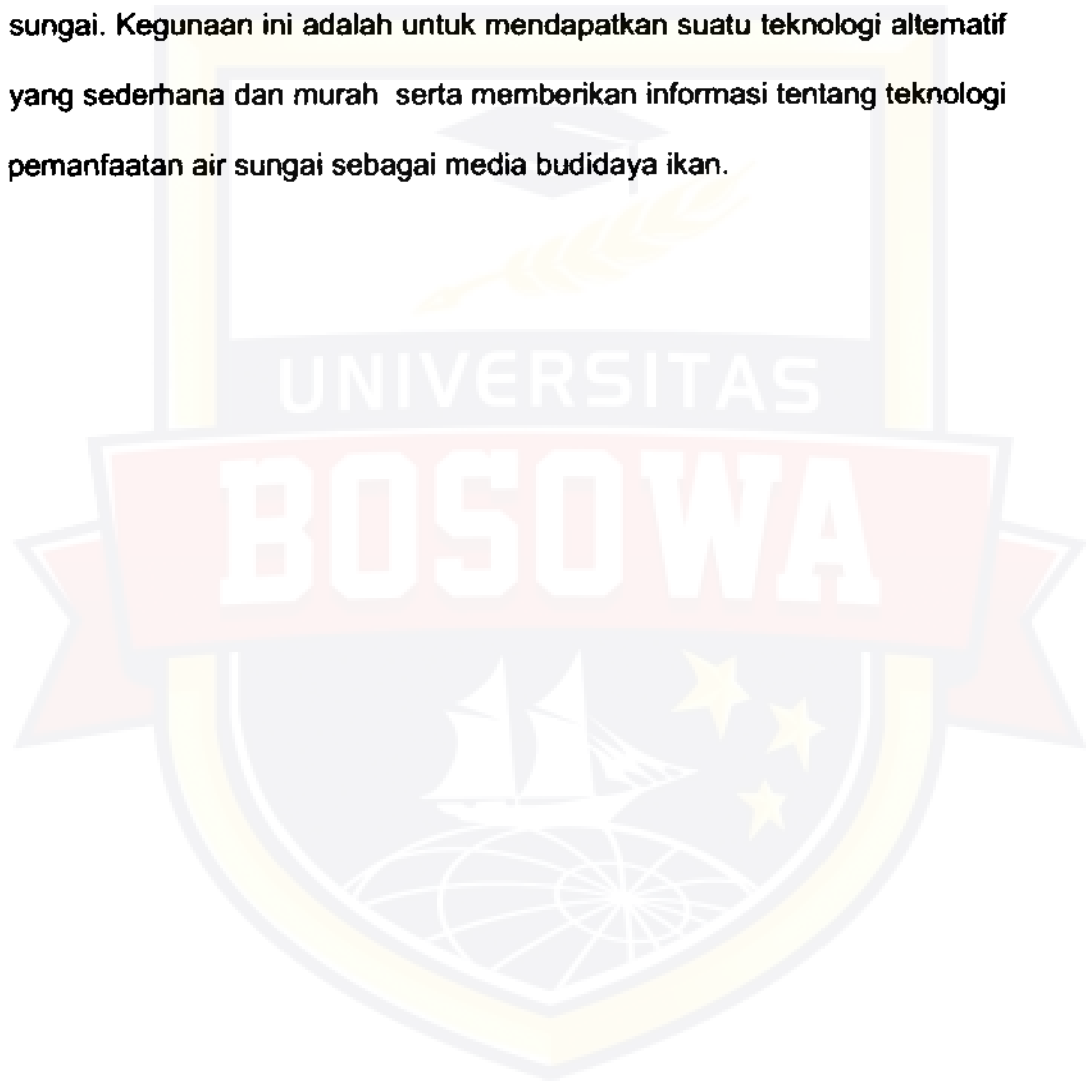 sungai. Kegunaan ini adalah untuk mendapatkan suatu teknologi alternatif
yang sederhana dan murah serta memberikan informasi tentang teknologi
pemanfaatan air sungai sebagai media budidaya ikan.
UNIVERSITAS
BOSOWA